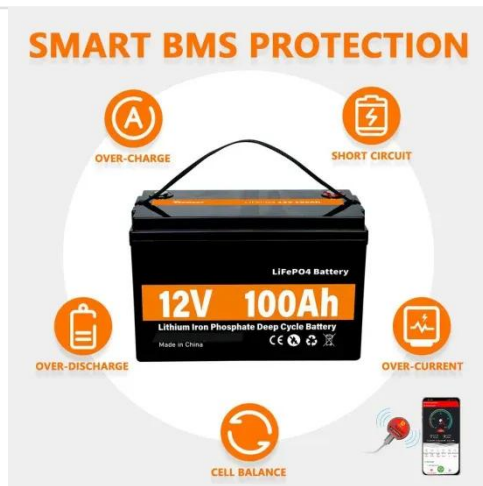 SMART BMS PROTECTION
A
OVER-CHARGE
SHORT CIRCUIT
LiFePO4 Battery
12V 100Ah
Lithium Iron Phosphate Deep Cycle Battery
Made in China
CE
OVER-DISCHARGE
OVER-CURRENT
CELL BALANCE